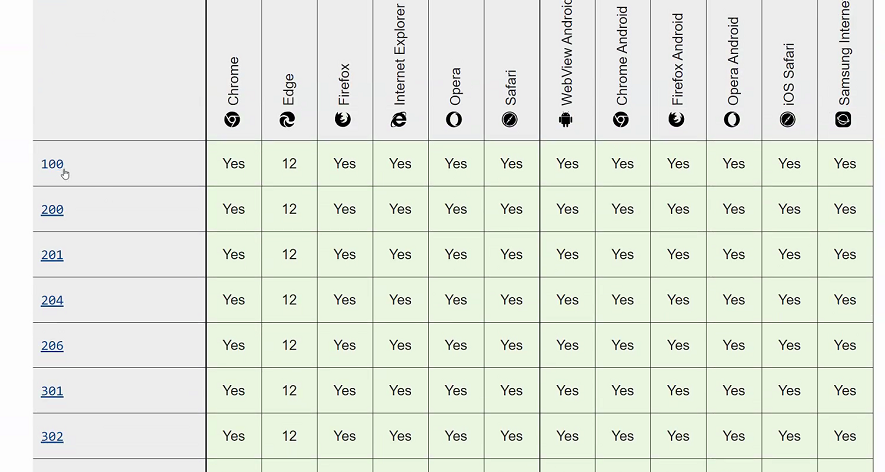 Chrome Edge Firefox Internet Explorer Opera Safari WebView Android Chrome Android Firefox Android Opera Android iOS Safari Samsung Interne
100 Yes 12 Yes Yes Yes Yes Yes Yes Yes Yes Yes Yes
200 Yes 12 Yes Yes Yes Yes Yes Yes Yes Yes Yes Yes
201 Yes 12 Yes Yes Yes Yes Yes Yes Yes Yes Yes Yes
204 Yes 12 Yes Yes Yes Yes Yes Yes Yes Yes Yes Yes
206 Yes 12 Yes Yes Yes Yes Yes Yes Yes Yes Yes Yes
301 Yes 12 Yes Yes Yes Yes Yes Yes Yes Yes Yes Yes
302 Yes 12 Yes Yes Yes Yes Yes Yes Yes Yes Yes Yes